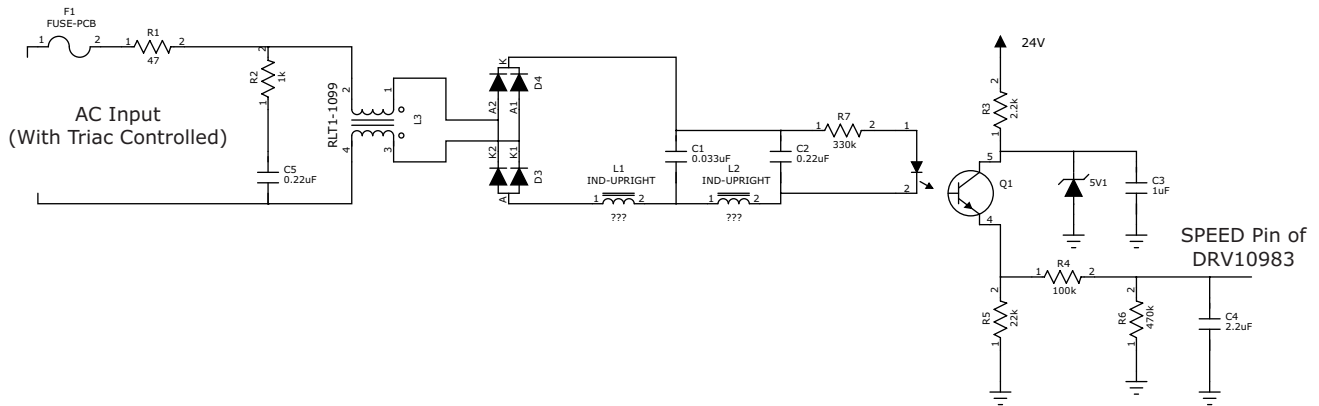 F1
FUSE-PCB
1
2
1
R1
2
47
2
R2
1k
1
AC Input
(With Triac Controlled)
C5
0.22uF
RLT1-1099
2
1
4
3
L3
K
D4
A2
A1
K2
K1
D3
A
L1
IND-UPRIGHT
1
2
???
C1
0.033uF
L2
IND-UPRIGHT
1
2
???
C2
0.22uF
R7
1
2
330k
1
2
24V
2
R3
2.2k
1
5
Q1
4
5V1
C3
1uF
SPEED Pin of
DRV10983
R4
1
2
100k
2
R5
22k
1
2
R6
470k
1
C4
2.2uF